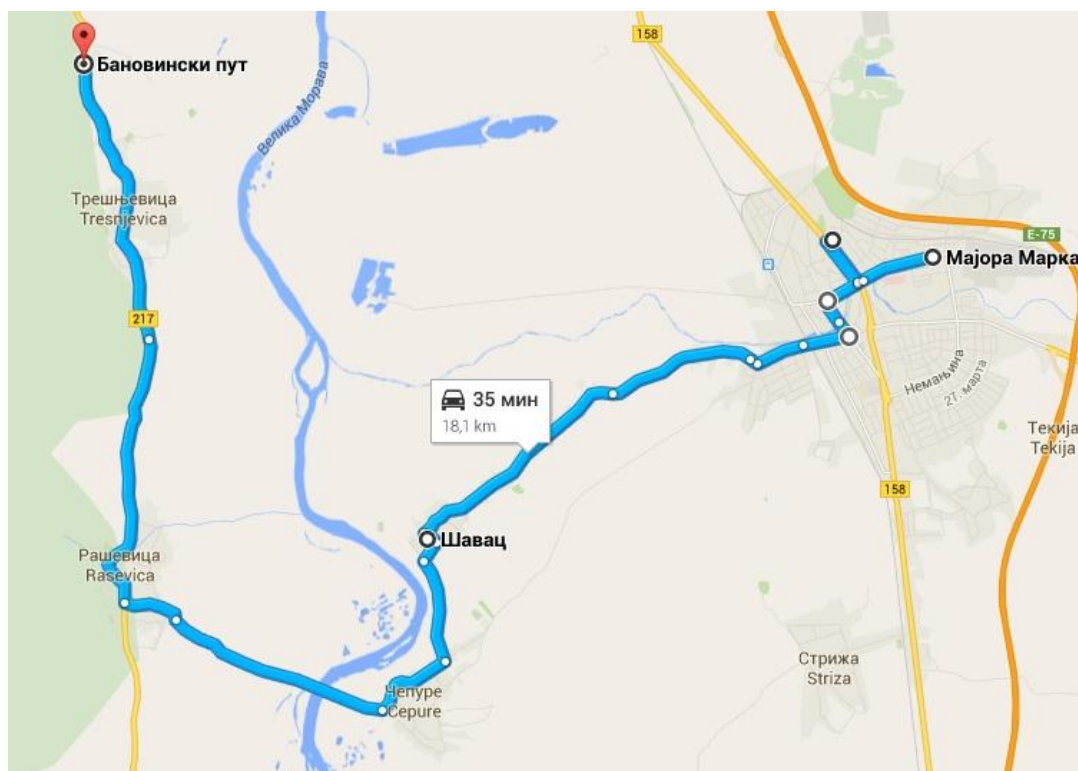 158
Бановински пут
Велика Морава
Трешњевица
Tresnjevica
E-75
Мајора Марка
217
35 мин
18,1 km
Немањина
27. марта
Текија
Tekija
158
Шавац
Рашевица
Rasevica
Стрижа
Striza
Чепуре
Cepure